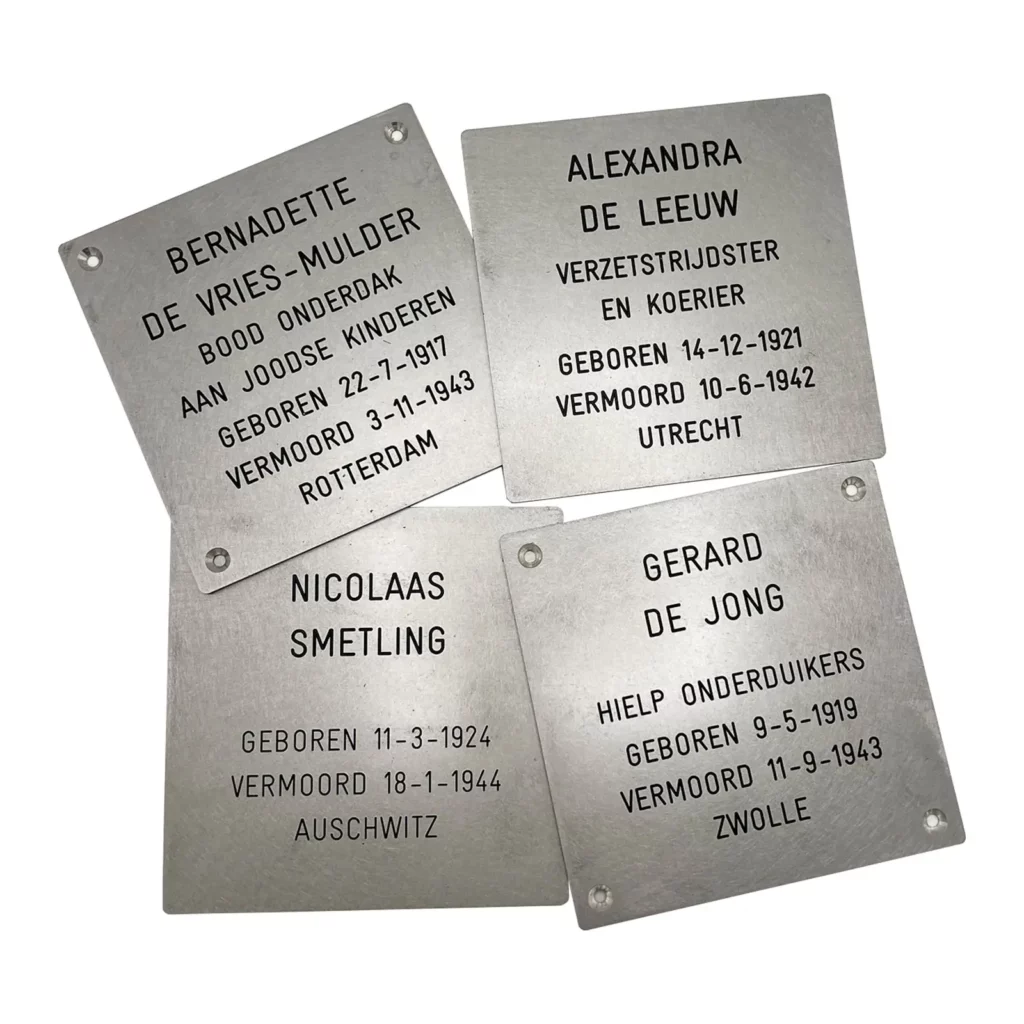 BERNADETTE
DE VRIES-MULDER
BOOD ONDERDAK
AAN JOODSE KINDEREN
GEBOREN 22-7-1917
VERMOORD 3-11-1943
ROTTERDAM
ALEXANDRA
DE LEEUW
VERZETSTRIJDSTER
EN KOERIER
GEBOREN 14-12-1921
VERMOORD 10-6-1942
UTRECHT
NICOLAAS
SMETLING
GEBOREN 11-3-1924
VERMOORD 18-1-1944
AUSCHWITZ
GERARD
DE JONG
HIELP ONDERDUIKERS
GEBOREN 9-5-1919
VERMOORD 11-9-1943
ZWOLLE